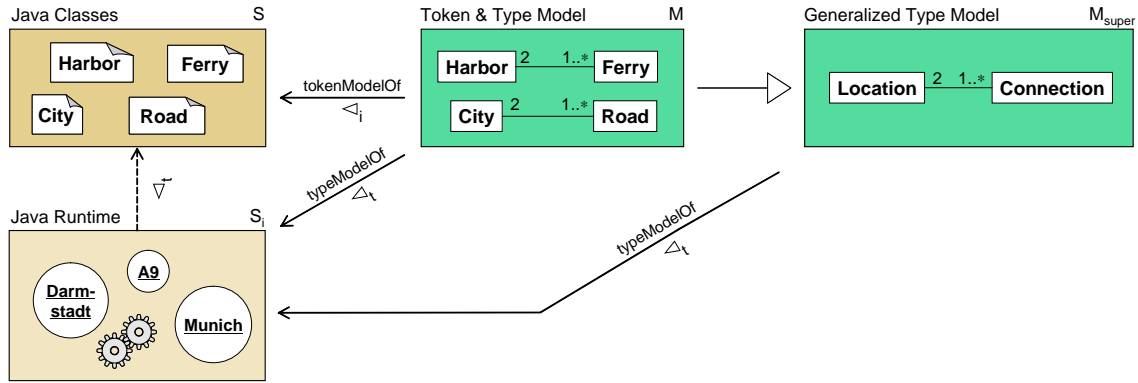 Java Classes S
Harbor
Ferry
City
Road
tokenModelOf
◁i
Token & Type Model M
Harbor 2 1..* Ferry
City 2 1..* Road
Generalized Type Model Msuper
Location 2 1..* Connection
typeModelOf
◁t
◁t
typeModelOf
◁t
Java Runtime Si
A9
Darm-
stadt
Munich